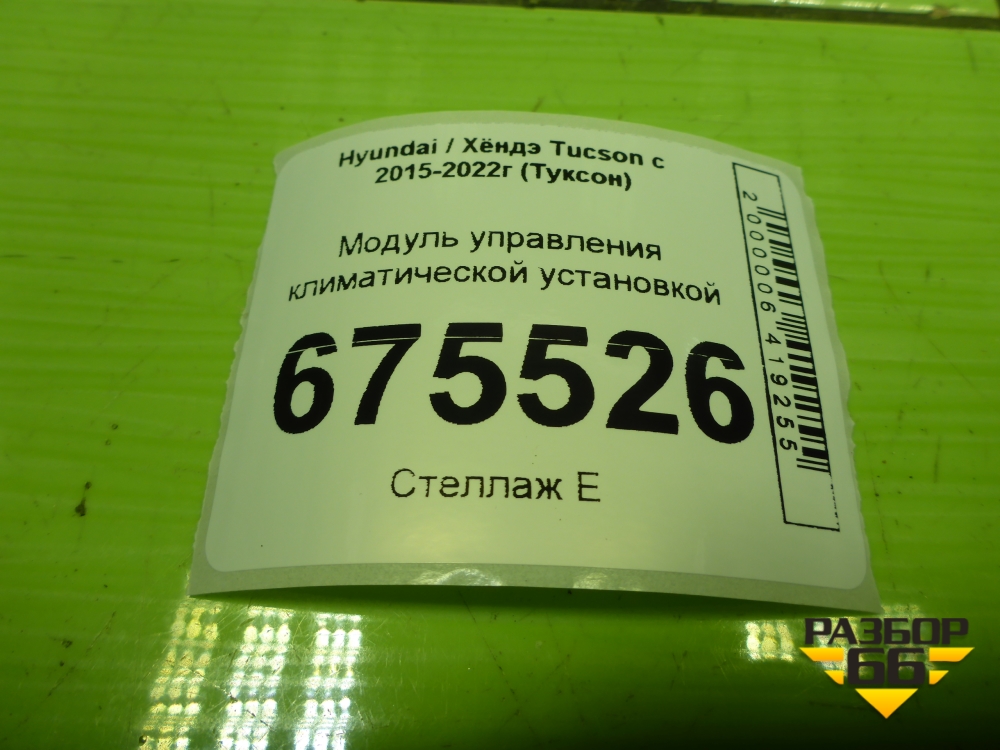 Hyundai / Хёндэ Tucson с
2015-2022г (Туксон)
Модуль управления
климатической установкой
675526
Стеллаж Е
2000006419255
РАЗБОР
66